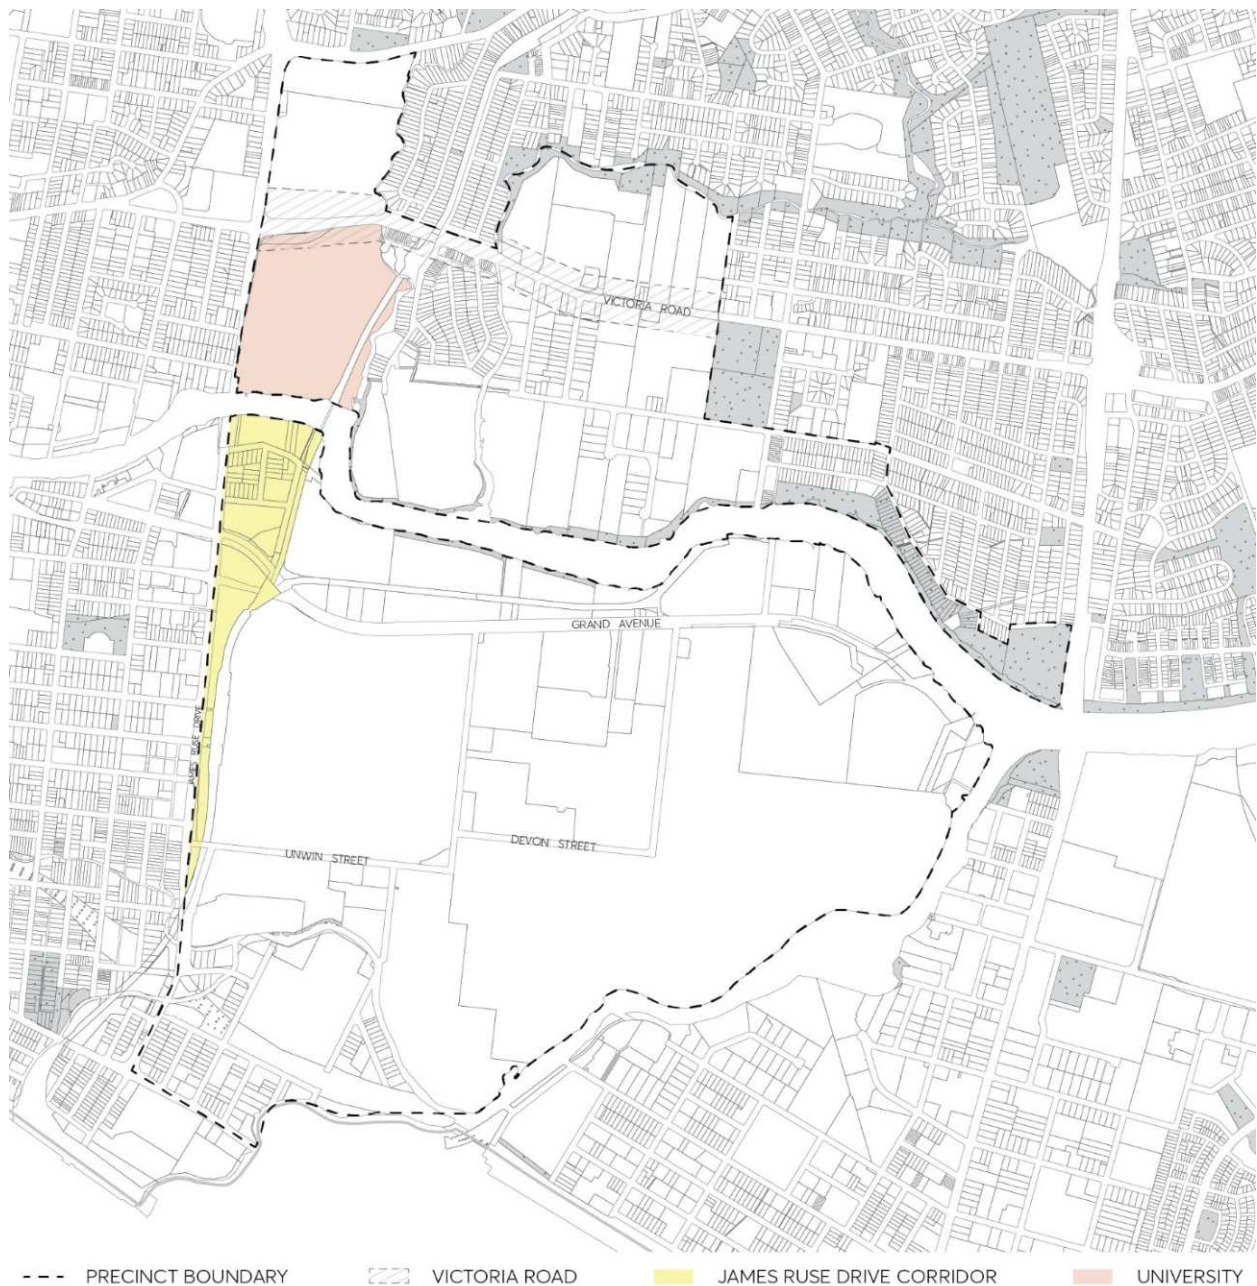 VICTORIA ROAD
GRAND AVENUE
JAMES RUSE DRIVE
DEVON STREET
UNWIN STREET
PRECINCT BOUNDARY
VICTORIA ROAD
JAMES RUSE DRIVE CORRIDOR
UNIVERSITY